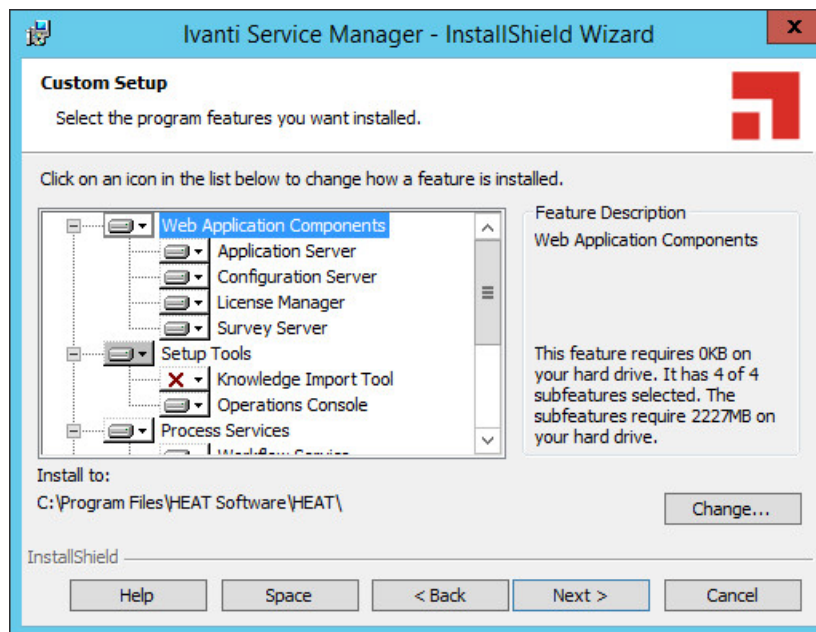 Ivanti Service Manager - InstallShield Wizard
x
Custom Setup
Select the program features you want installed.
Click on an icon in the list below to change how a feature is installed.
Web Application Components
Application Server
Configuration Server
License Manager
Survey Server
Setup Tools
Knowledge Import Tool
Operations Console
Process Services
Workflow Service
Feature Description
Web Application Components
This feature requires 0KB on
your hard drive. It has 4 of 4
subfeatures selected. The
subfeatures require 2227MB on
your hard drive.
Install to:
C:\Program Files\HEAT Software\HEAT\
Change...
InstallShield
Help
Space
< Back
Next >
Cancel